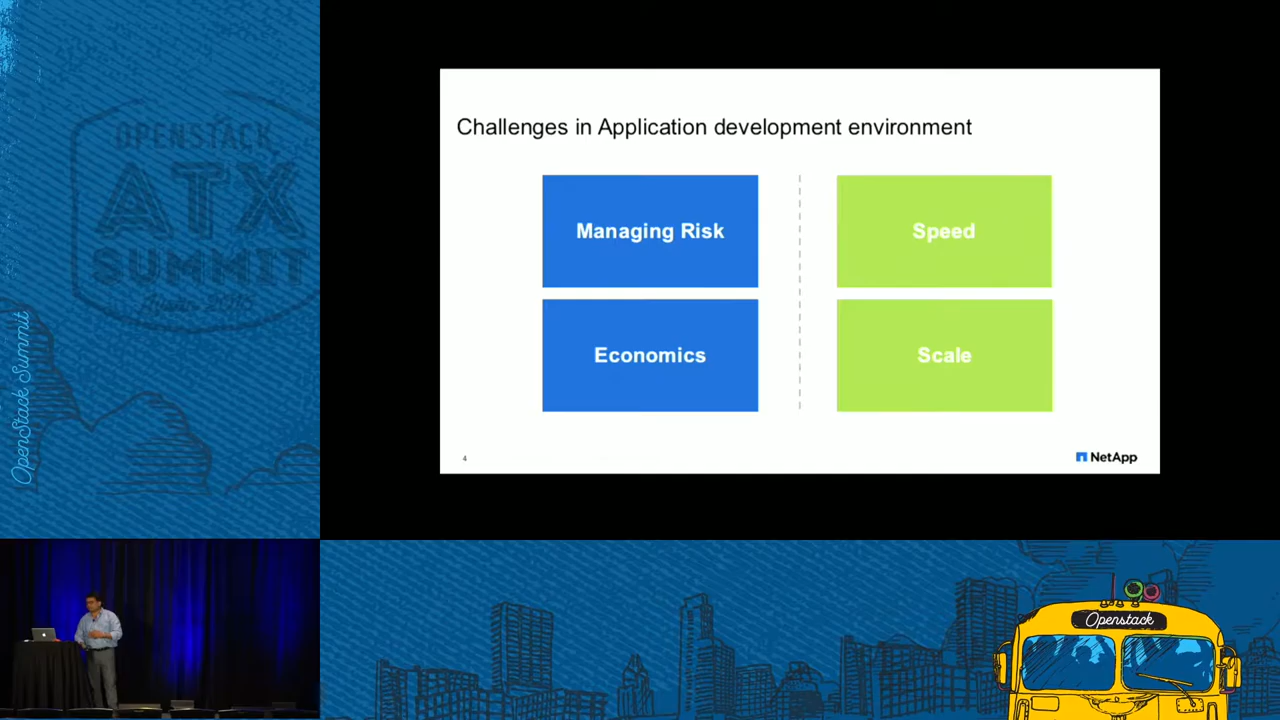 OPENSTACK
ATX
SUMMIT
OpenStack Summit
Challenges in Application development environment
Managing Risk
Speed
Economics
Scale
4
NetApp
Openstack